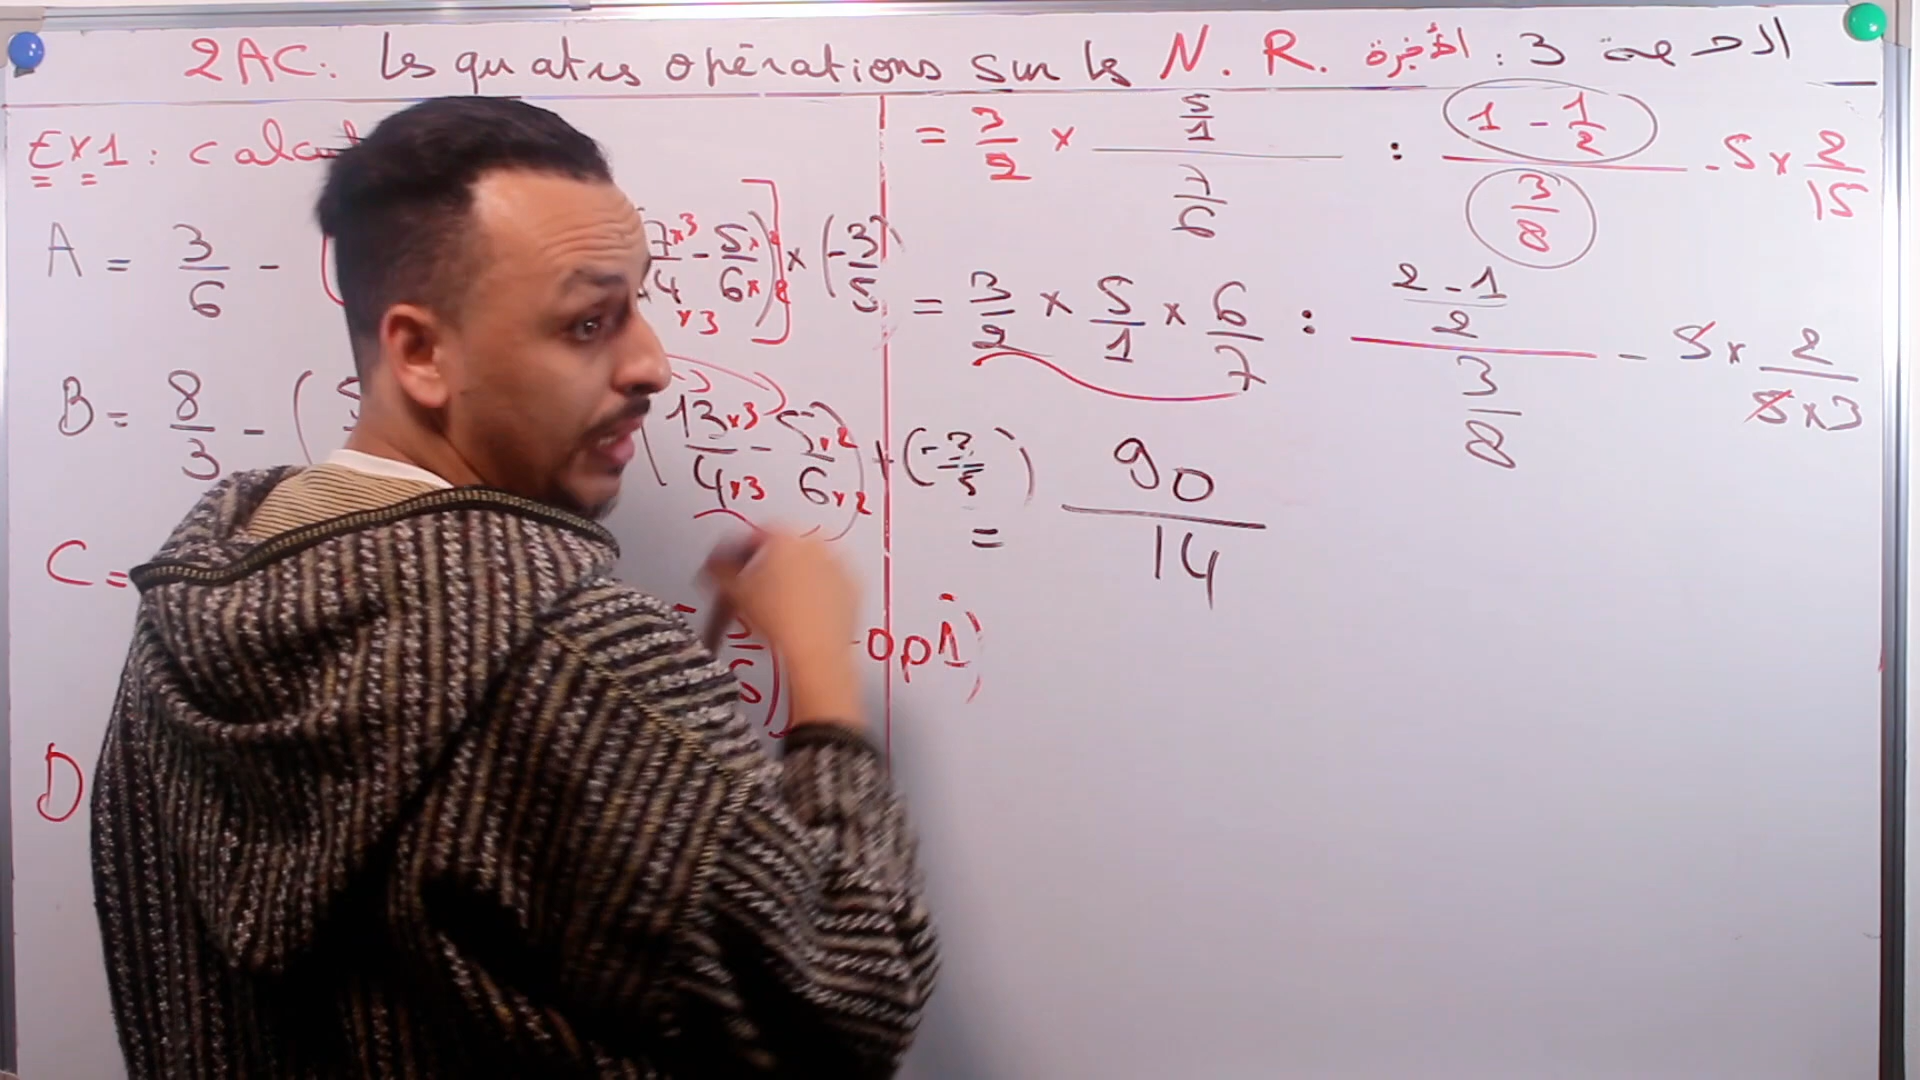 2AC: les quatres opérations sur les N. R. الحصة 3 : الأخيرة
Ex1 : calcul
A = 3/6 - ( 7×3/4×3 - 5×2/6×2 ) ] × (-3/5)
B = 8/3 - ( 13×3/4×3 - 5×2/6×2 ) + (-3/5)
C =
op1)
D
= 3/2 × (5/1)/(7/6) : (1 - 1/2)/(3/8) - 5 × 2/15
= 3/2 × 5/1 × 6/7 : ((2 - 1)/2)/(3/8) - 5 × 2/(5×3)
= 90/14